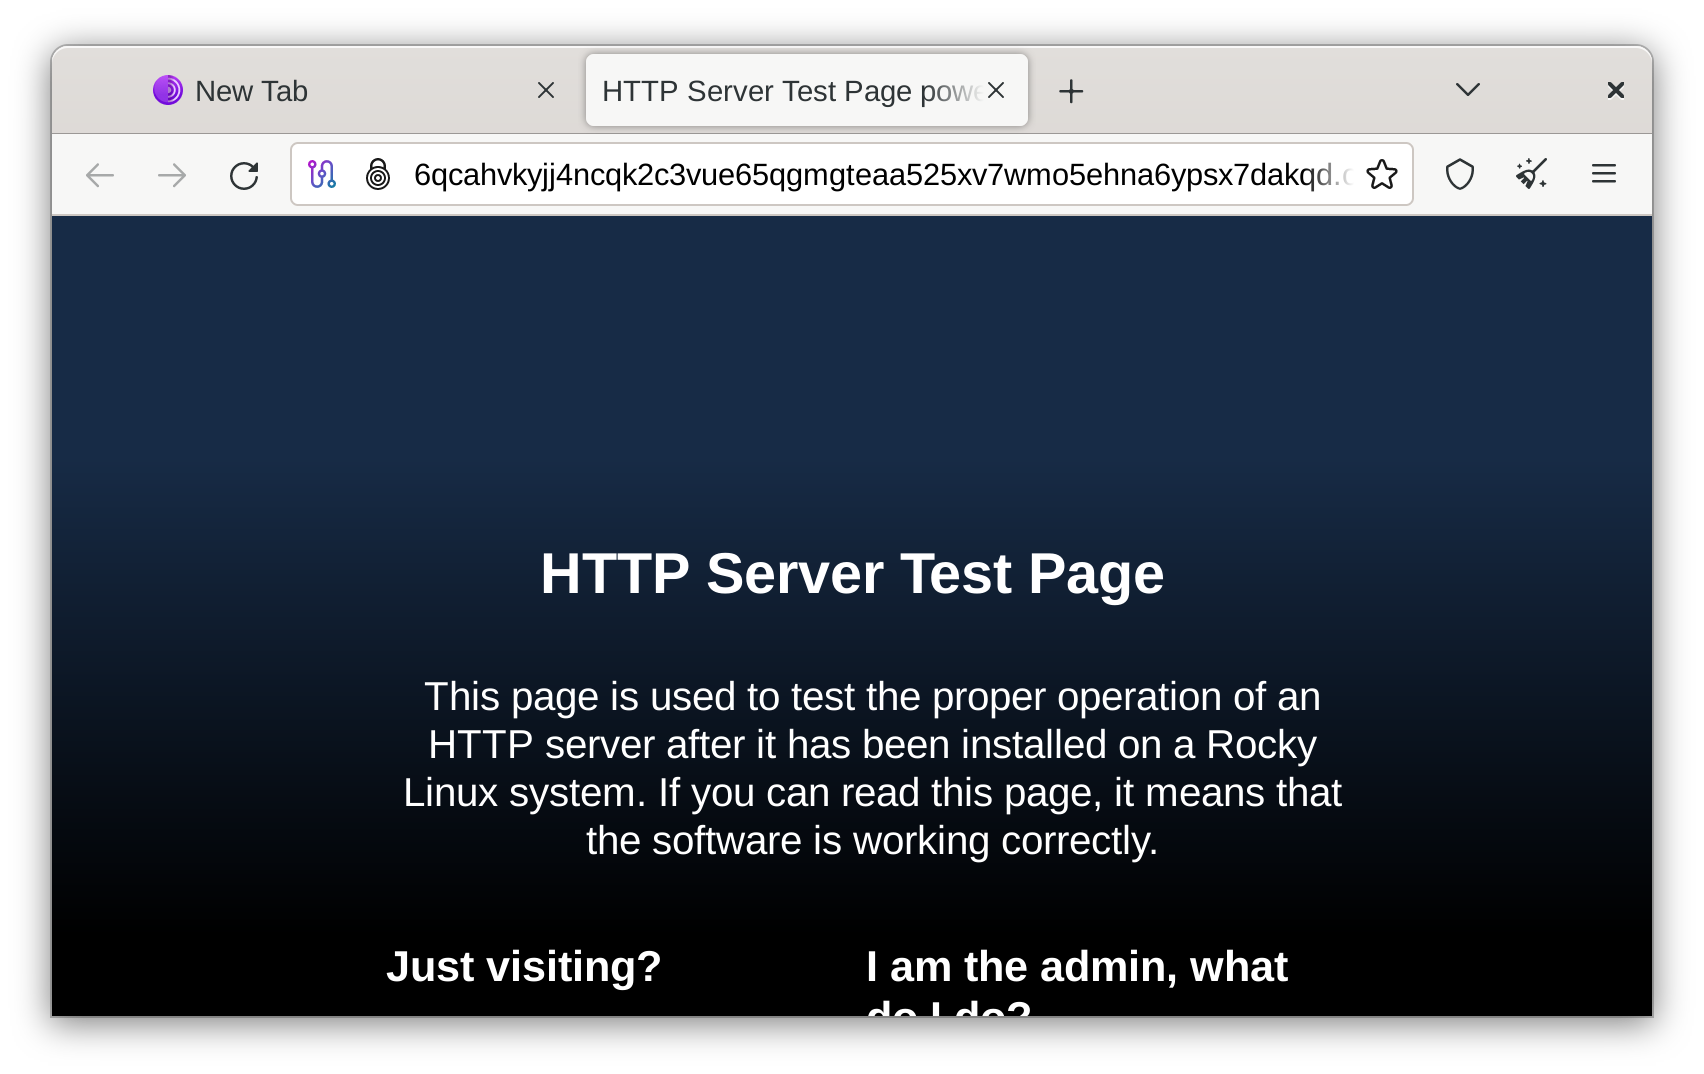 New Tab
HTTP Server Test Page powe
6qcahvkyjj4ncqk2c3vue65qgmgteaa525xv7wmo5ehna6ypsx7dakqd.o
HTTP Server Test Page
This page is used to test the proper operation of an
HTTP server after it has been installed on a Rocky
Linux system. If you can read this page, it means that
the software is working correctly.
Just visiting?
I am the admin, what
do I do?